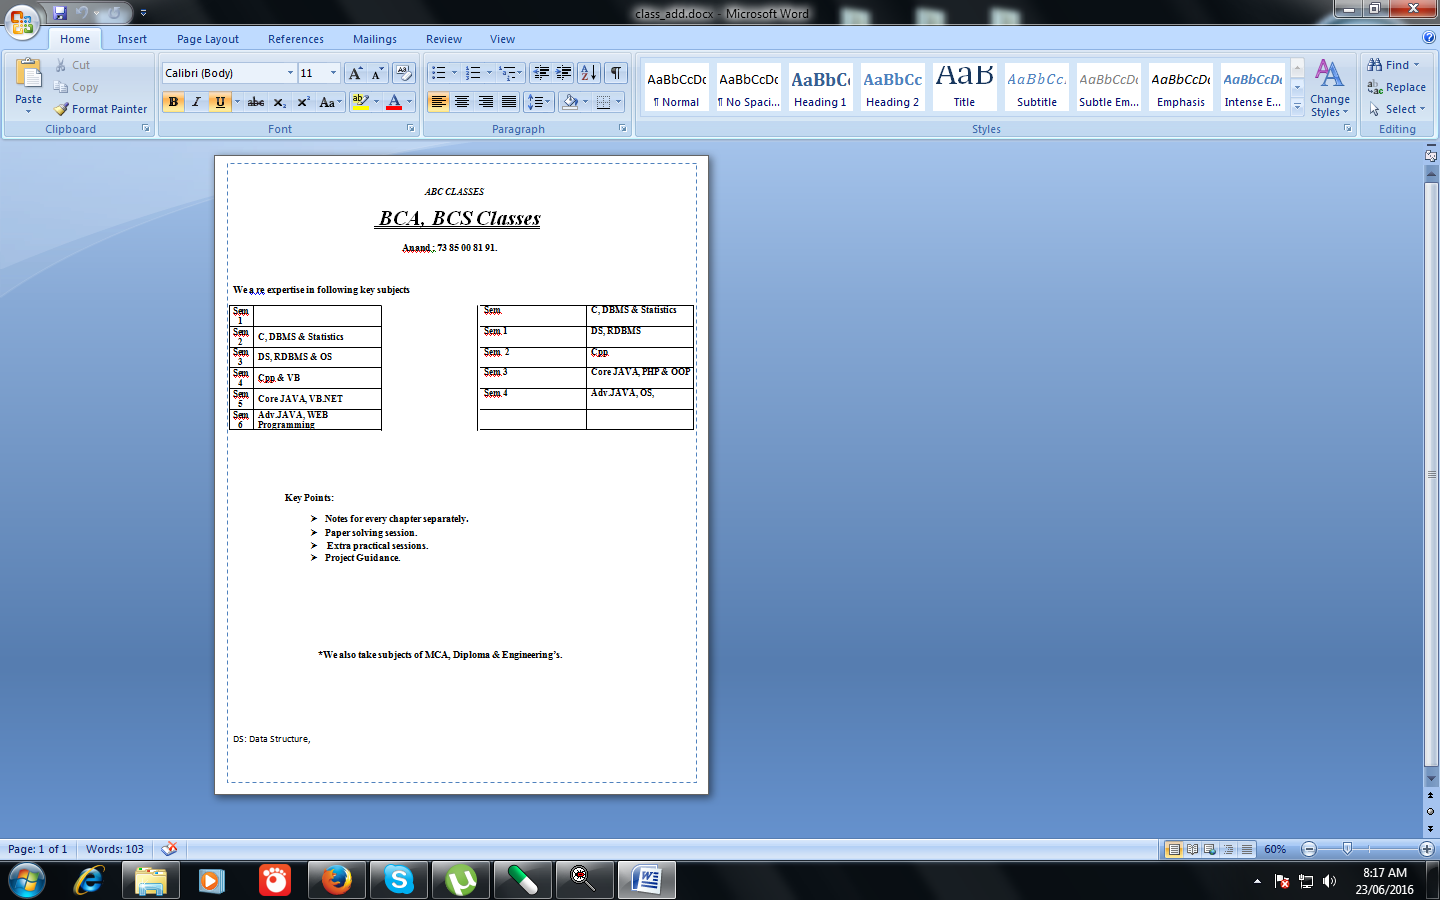 class_add.docx - Microsoft Word
Home Insert Page Layout References Mailings Review View
Paste
Cut
Copy
Format Painter
Clipboard
Calibri (Body) 11
B I U abc x₂ x² Aa
Font
Paragraph
AaBbCcDc AaBbCcDc AaBbCc AaBbCc AaB AaBbCc. AaBbCcDc AaBbCcDc AaBbCcDc
¶ Normal ¶ No Spaci... Heading 1 Heading 2 Title Subtitle Subtle Em... Emphasis Intense E...
Change Styles
Styles
Find
Replace
Select
Editing
ABC CLASSES
BCA, BCS Classes
Anand.: 73 85 00 81 91.
We a re expertise in following key subjects
Sem 1
Sem 2 C, DBMS & Statistics
Sem 3 DS, RDBMS & OS
Sem 4 Cpp.& VB
Sem 5 Core JAVA, VB.NET
Sem 6 Adv.JAVA, WEB Programming
Sem. C, DBMS & Statistics
Sem.1 DS, RDBMS
Sem. 2 Cpp.
Sem.3 Core JAVA, PHP & OOP
Sem.4 Adv.JAVA, OS,
Key Points:
Notes for every chapter separately.
Paper solving session.
Extra practical sessions.
Project Guidance.
*We also take subjects of MCA, Diploma & Engineering’s.
DS: Data Structure,
Page: 1 of 1 Words: 103 60%
8:17 AM
23/06/2016